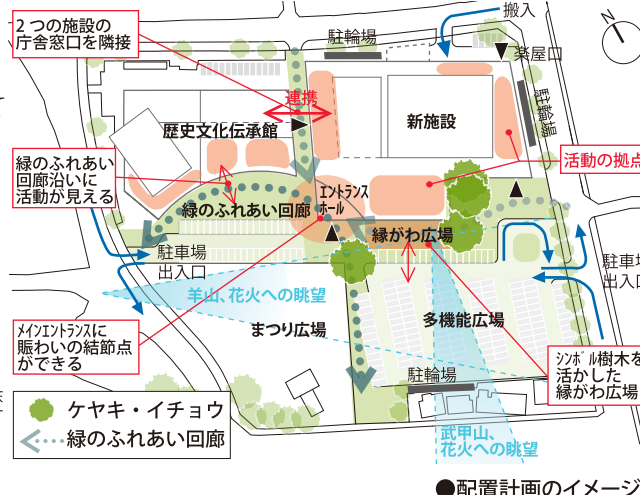 2つの施設の
庁舎窓口を隣接
駐輪場
搬入
N
楽屋口
連携
歴史文化伝承館
新施設
駐輪場
活動の拠点
緑のふれあい
回廊沿いに
活動が見える
緑のふれあい回廊
エントランス
ホール
縁がわ広場
駐車場
出入口
駐車場
出入口
羊山、花火への眺望
まつり広場
多機能広場
メインエントランスに
賑わいの結節点
ができる
駐輪場
シンボル樹木を
活かした
縁がわ広場
ケヤキ・イチョウ
緑のふれあい回廊
武甲山、
花火への眺望
●配置計画のイメージ